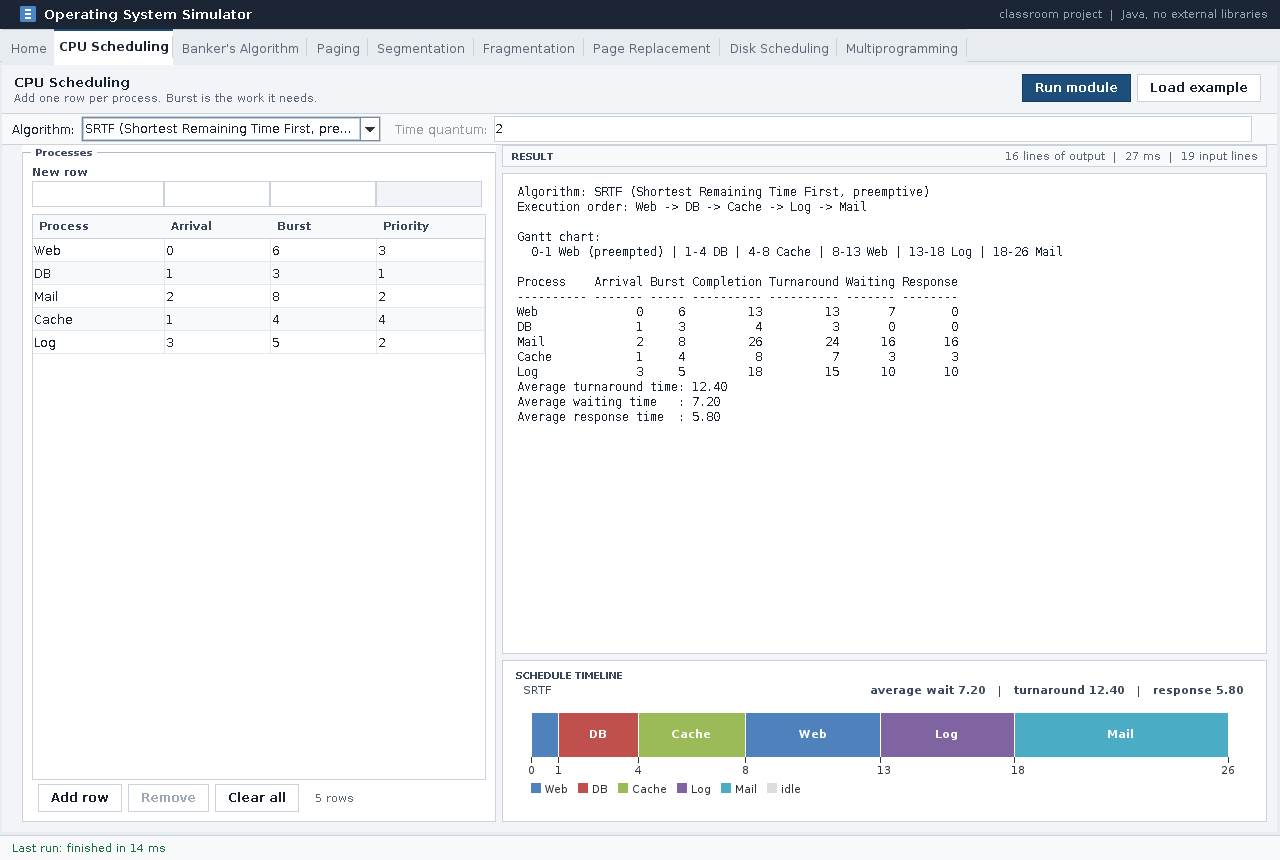 Operating System Simulator
classroom project | Java, no external libraries
Home CPU Scheduling Banker's Algorithm Paging Segmentation Fragmentation Page Replacement Disk Scheduling Multiprogramming
CPU Scheduling
Add one row per process. Burst is the work it needs.
Run module Load example
Algorithm: SRTF (Shortest Remaining Time First, pre... Time quantum: 2
Processes
New row
Process Arrival Burst Priority
Web 0 6 3
DB 1 3 1
Mail 2 8 2
Cache 1 4 4
Log 3 5 2
Add row Remove Clear all 5 rows
RESULT 16 lines of output | 27 ms | 19 input lines
Algorithm: SRTF (Shortest Remaining Time First, preemptive)
Execution order: Web -> DB -> Cache -> Log -> Mail
Gantt chart:
0-1 Web (preempted) | 1-4 DB | 4-8 Cache | 8-13 Web | 13-18 Log | 18-26 Mail
Process Arrival Burst Completion Turnaround Waiting Response
---------- ------- ----- ---------- ---------- ------- --------
Web 0 6 13 13 7 0
DB 1 3 4 3 0 0
Mail 2 8 26 24 16 16
Cache 1 4 8 7 3 3
Log 3 5 18 15 10 10
Average turnaround time: 12.40
Average waiting time : 7.20
Average response time : 5.80
SCHEDULE TIMELINE
SRTF average wait 7.20 | turnaround 12.40 | response 5.80
DB Cache Web Log Mail
0 1 4 8 13 18 26
Web DB Cache Log Mail idle
Last run: finished in 14 ms